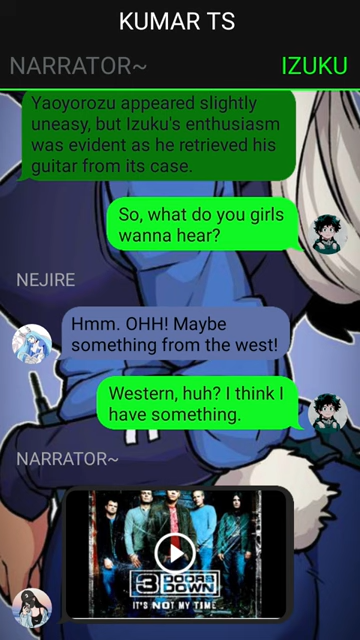 KUMAR TS
NARRATOR~
IZUKU
Yaoyorozu appeared slightly
uneasy, but Izuku's enthusiasm
was evident as he retrieved his
guitar from its case.
So, what do you girls
wanna hear?
NEJIRE
Hmm. OHH! Maybe
something from the west!
Western, huh? I think I
have something.
NARRATOR~
3 DOORS
DOWN
IT'S NOT MY TIME